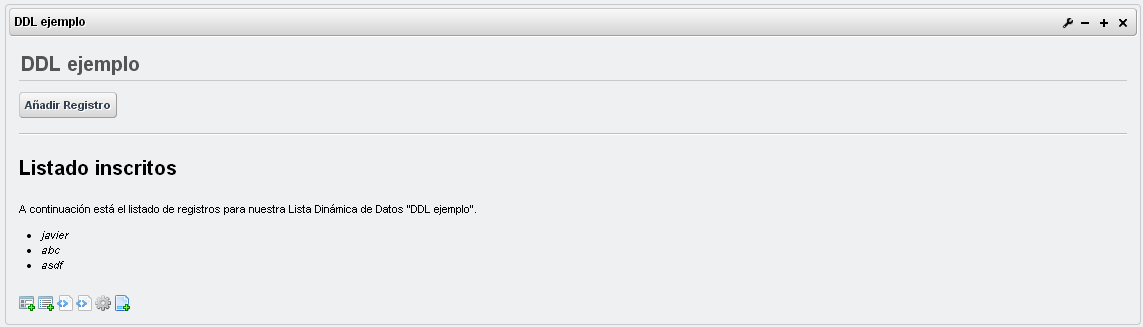 DDL ejemplo
DDL ejemplo
Añadir Registro
Listado inscritos
A continuación está el listado de registros para nuestra Lista Dinámica de Datos "DDL ejemplo".
javier
abc
asdf